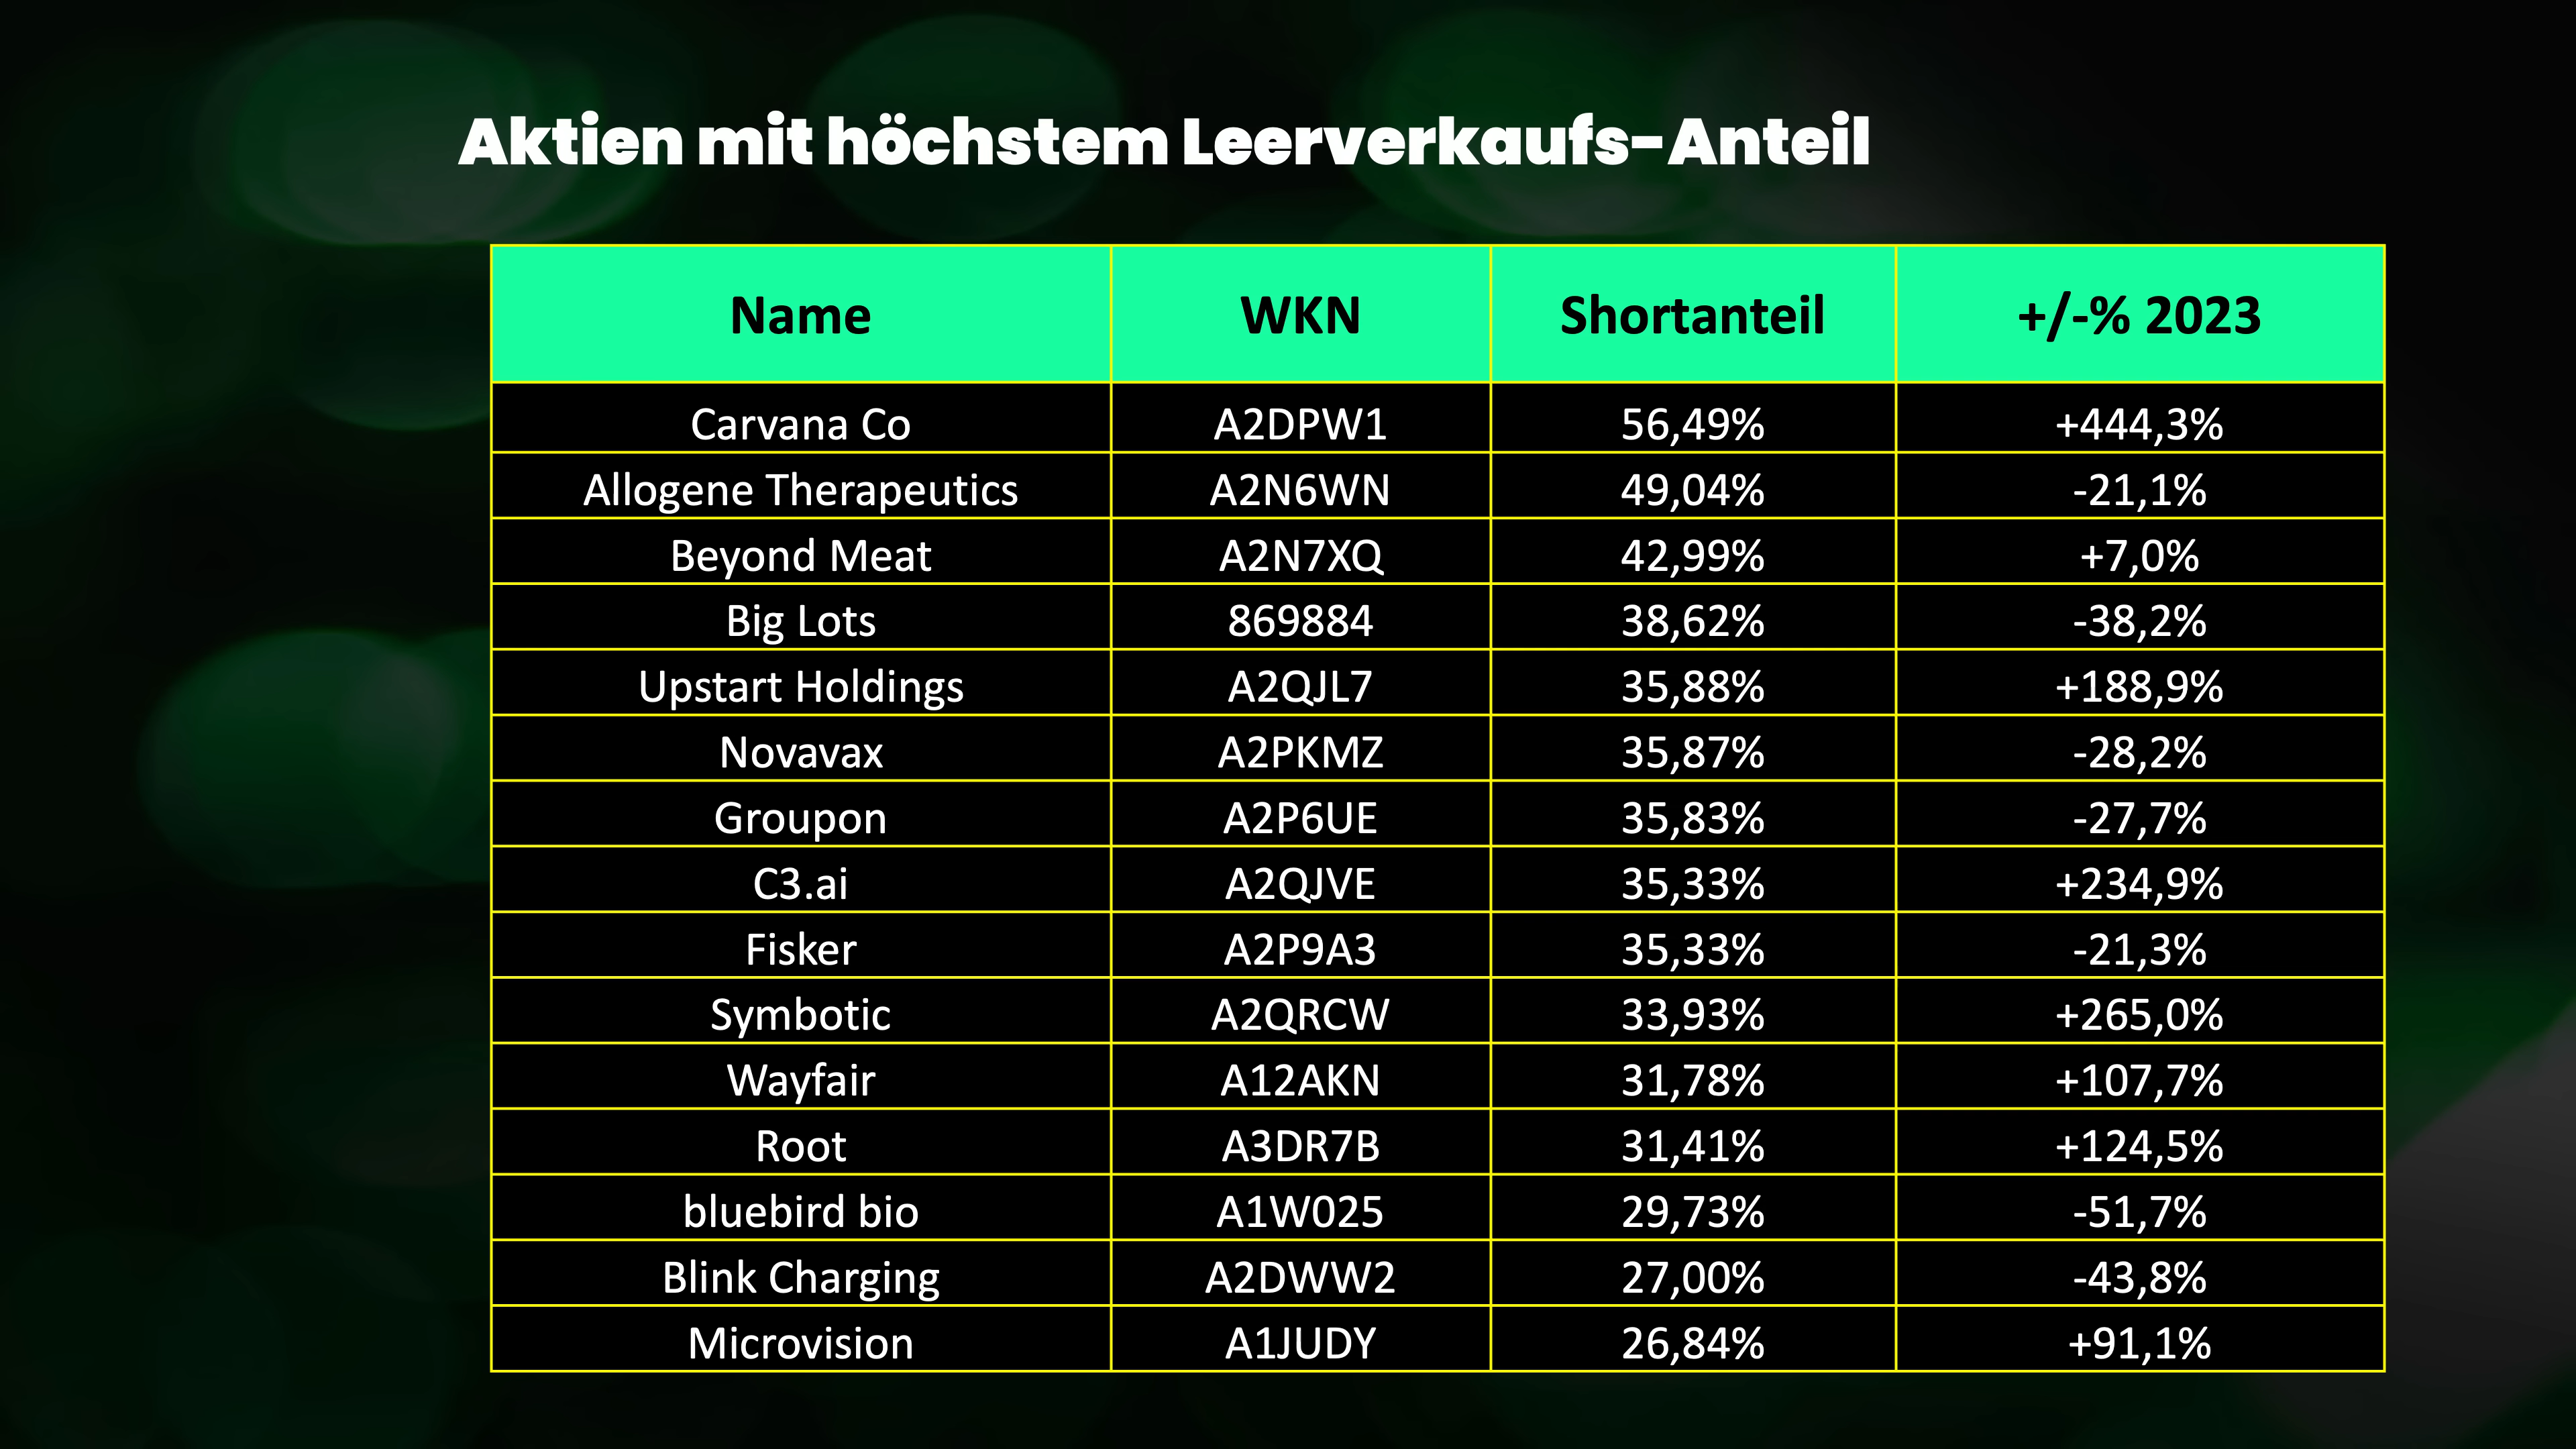 Aktien mit höchstem Leerverkaufs-Anteil
Name WKN Shortanteil +/-% 2023
Carvana Co A2DPW1 56,49% +444,3%
Allogene Therapeutics A2N6WN 49,04% -21,1%
Beyond Meat A2N7XQ 42,99% +7,0%
Big Lots 869884 38,62% -38,2%
Upstart Holdings A2QJL7 35,88% +188,9%
Novavax A2PKMZ 35,87% -28,2%
Groupon A2P6UE 35,83% -27,7%
C3.ai A2QJVE 35,33% +234,9%
Fisker A2P9A3 35,33% -21,3%
Symbotic A2QRCW 33,93% +265,0%
Wayfair A12AKN 31,78% +107,7%
Root A3DR7B 31,41% +124,5%
bluebird bio A1W025 29,73% -51,7%
Blink Charging A2DWW2 27,00% -43,8%
Microvision A1JUDY 26,84% +91,1%